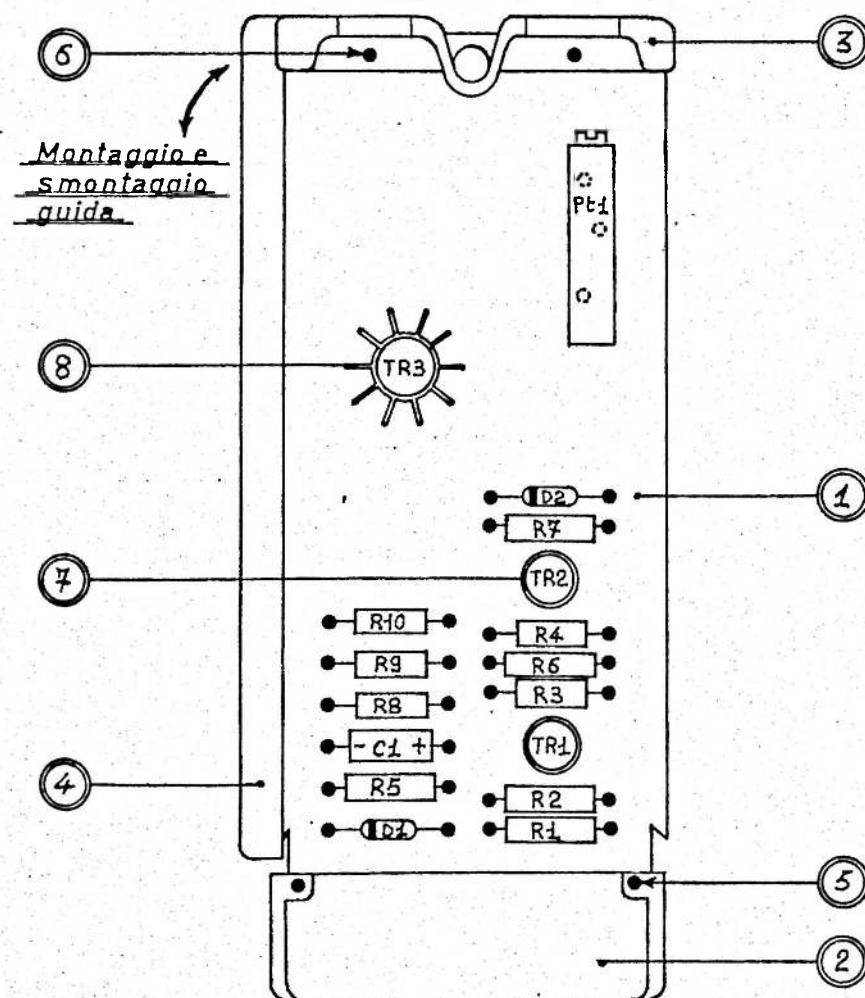 6
3
Montaggio e
smontaggio
guida
Pt1
8
TR3
D2
1
R7
7
TR2
R10
R4
R9
R6
R3
R8
- C1 +
TR1
4
R5
R2
D1
R1
5
2